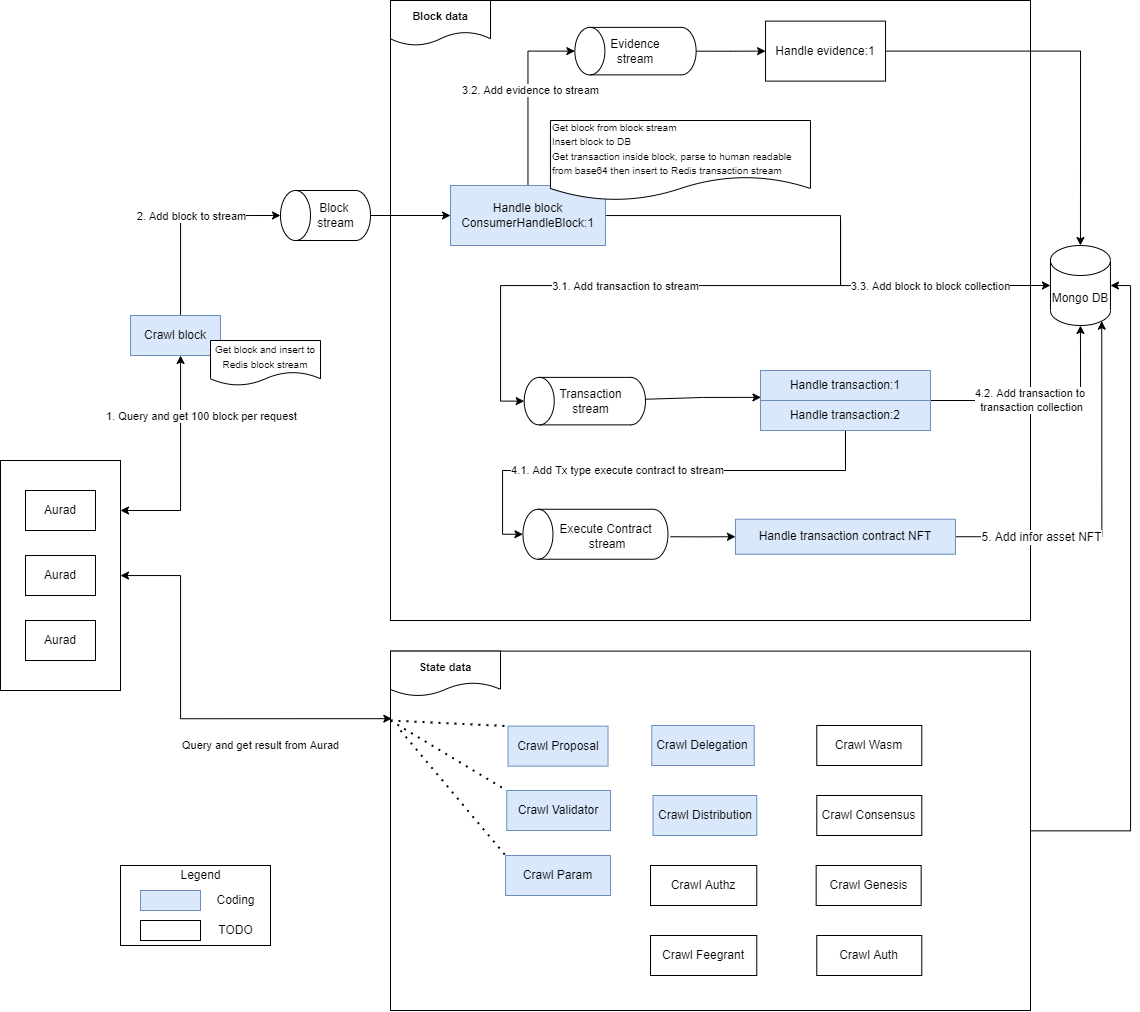 Block data
Evidence
stream
Handle evidence:1
3.2. Add evidence to stream
Get block from block stream
Insert block to DB
Get transaction inside block, parse to human readable
from base64 then insert to Redis transaction stream
2. Add block to stream
Block
stream
Handle block
ConsumerHandleBlock:1
3.1. Add transaction to stream
3.3. Add block to block collection
Mongo DB
Crawl block
Get block and insert to
Redis block stream
1. Query and get 100 block per request
Transaction
stream
Handle transaction:1
Handle transaction:2
4.2. Add transaction to
transaction collection
4.1. Add Tx type execute contract to stream
Execute Contract
stream
Handle transaction contract NFT
5. Add infor asset NFT
Aurad
Aurad
Aurad
State data
Query and get result from Aurad
Crawl Proposal
Crawl Delegation
Crawl Wasm
Crawl Validator
Crawl Distribution
Crawl Consensus
Crawl Param
Crawl Authz
Crawl Genesis
Crawl Feegrant
Crawl Auth
Legend
Coding
TODO